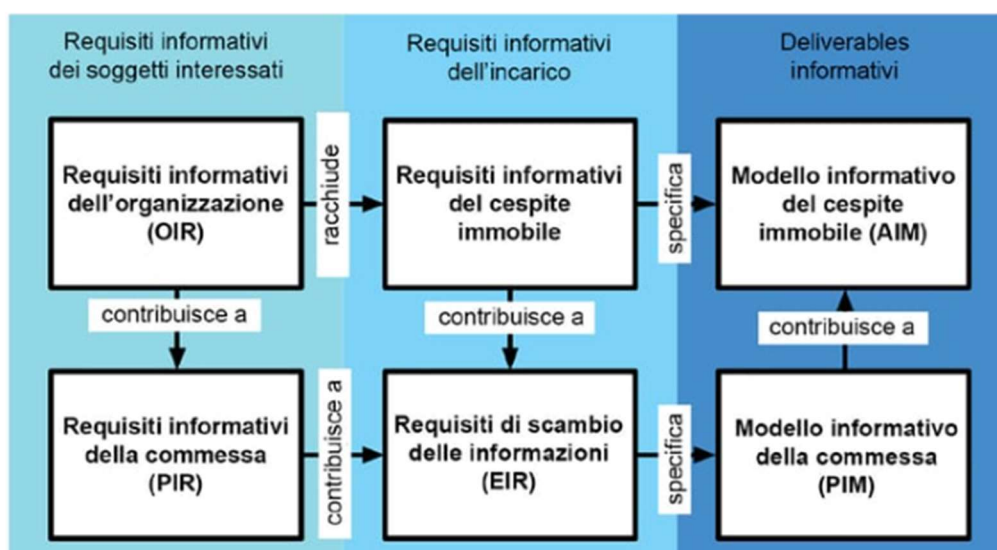 Requisiti informativi
dei soggetti interessati
Requisiti informativi
dell'incarico
Deliverables
informativi
Requisiti informativi
dell'organizzazione
(OIR)
racchiude
Requisiti informativi
del cespite
immobile
specifica
Modello informativo
del cespite
immobile (AIM)
contribuisce a
contribuisce a
contribuisce a
Requisiti informativi
della commessa
(PIR)
contribuisce a
Requisiti di scambio
delle informazioni
(EIR)
specifica
Modello informativo
della commessa
(PIM)